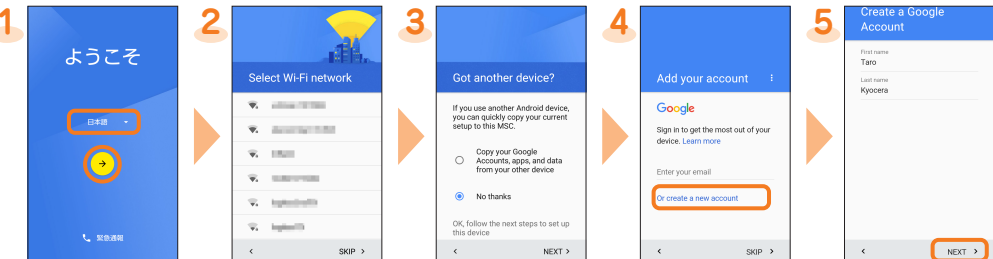 1
ようこそ
日本語
緊急通報
2
Select Wi-Fi network
SKIP
3
Got another device?
If you use another Android device,
you can quickly copy your current
setup to this MSC.
Copy your Google
Accounts, apps, and data
from your other device
No thanks
OK, follow the next steps to set up
this device
NEXT
4
Add your account
Google
Sign in to get the most out of your
device. Learn more
Enter your email
Or create a new account
SKIP
5
Create a Google
Account
First name
Taro
Last name
Kyocera
NEXT